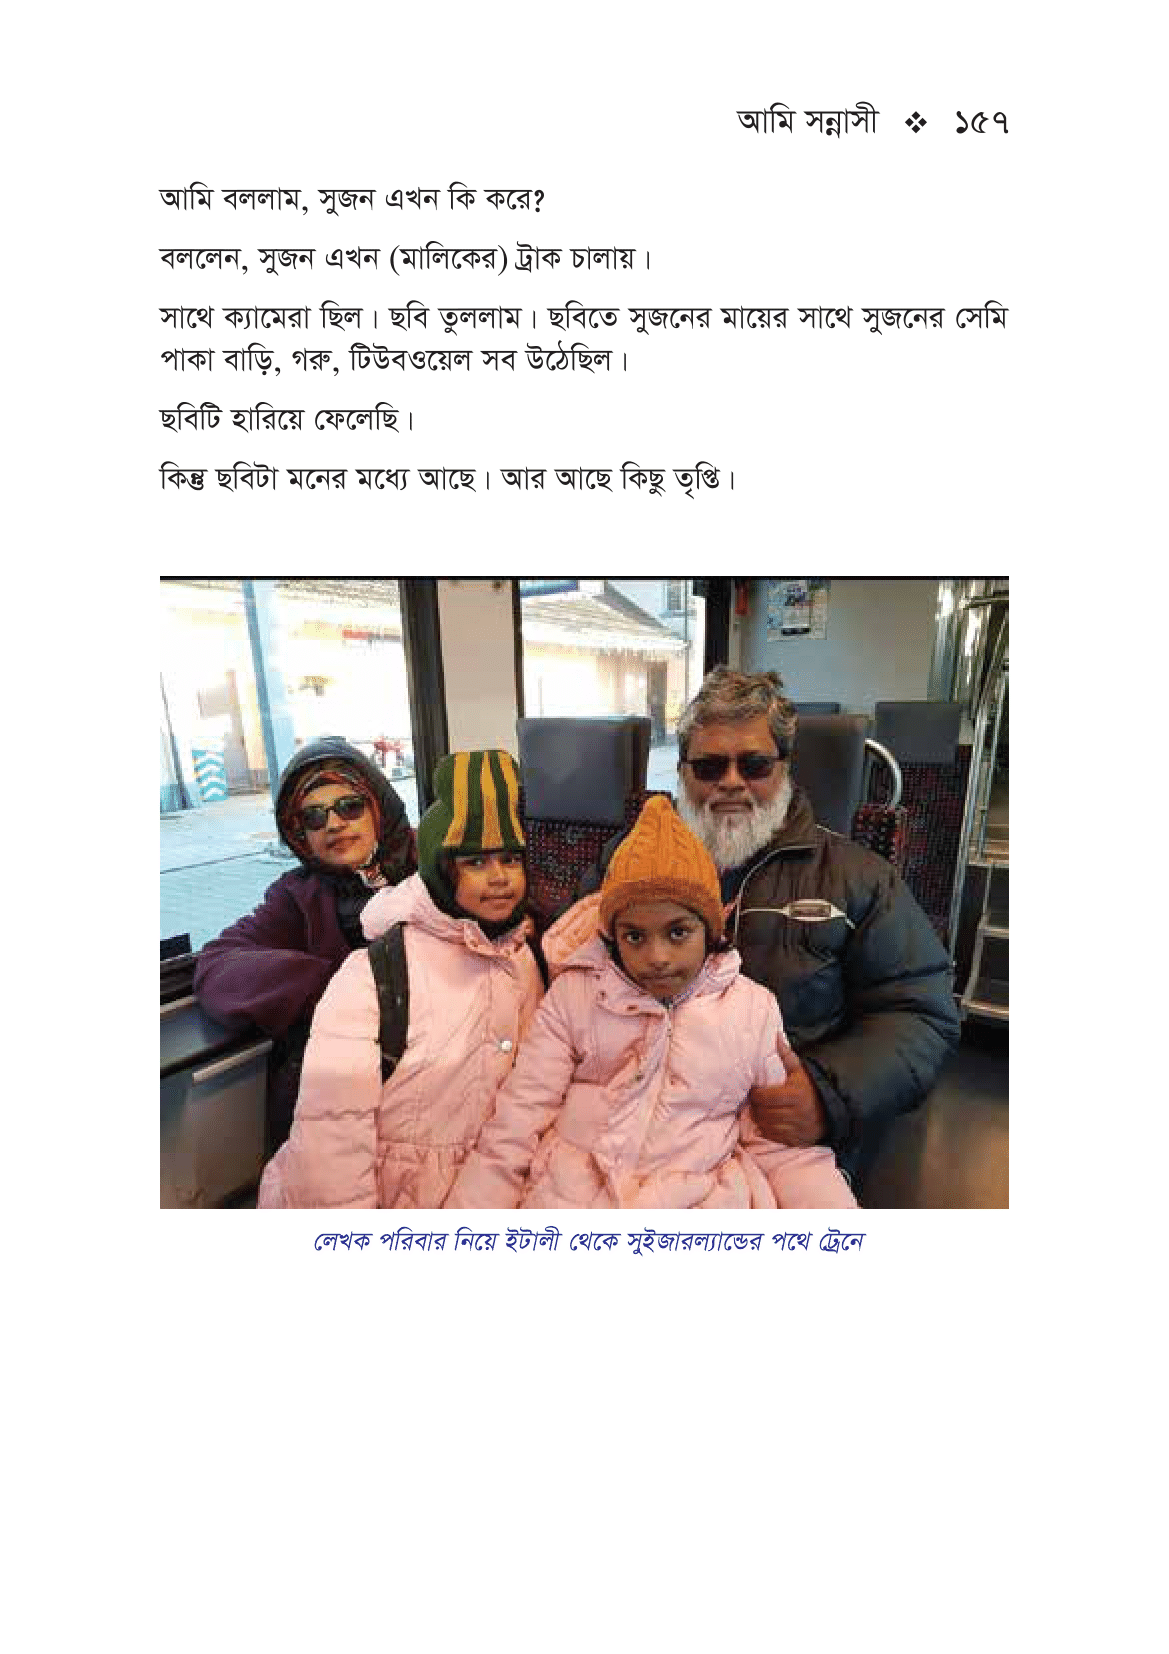 আমি সন্নাসী ❖ ১৫৭
আমি বললাম, সুজন এখন কি করে?
বললেন, সুজন এখন (মালিকের) ট্রাক চালায়।
সাথে ক্যামেরা ছিল। ছবি তুললাম। ছবিতে সুজনের মায়ের সাথে সুজনের সেমি
পাকা বাড়ি, গরু, টিউবওয়েল সব উঠেছিল।
ছবিটি হারিয়ে ফেলেছি।
কিন্তু ছবিটা মনের মধ্যে আছে। আর আছে কিছু তৃপ্তি।
লেখক পরিবার নিয়ে ইটালী থেকে সুইজারল্যান্ডের পথে ট্রেনে